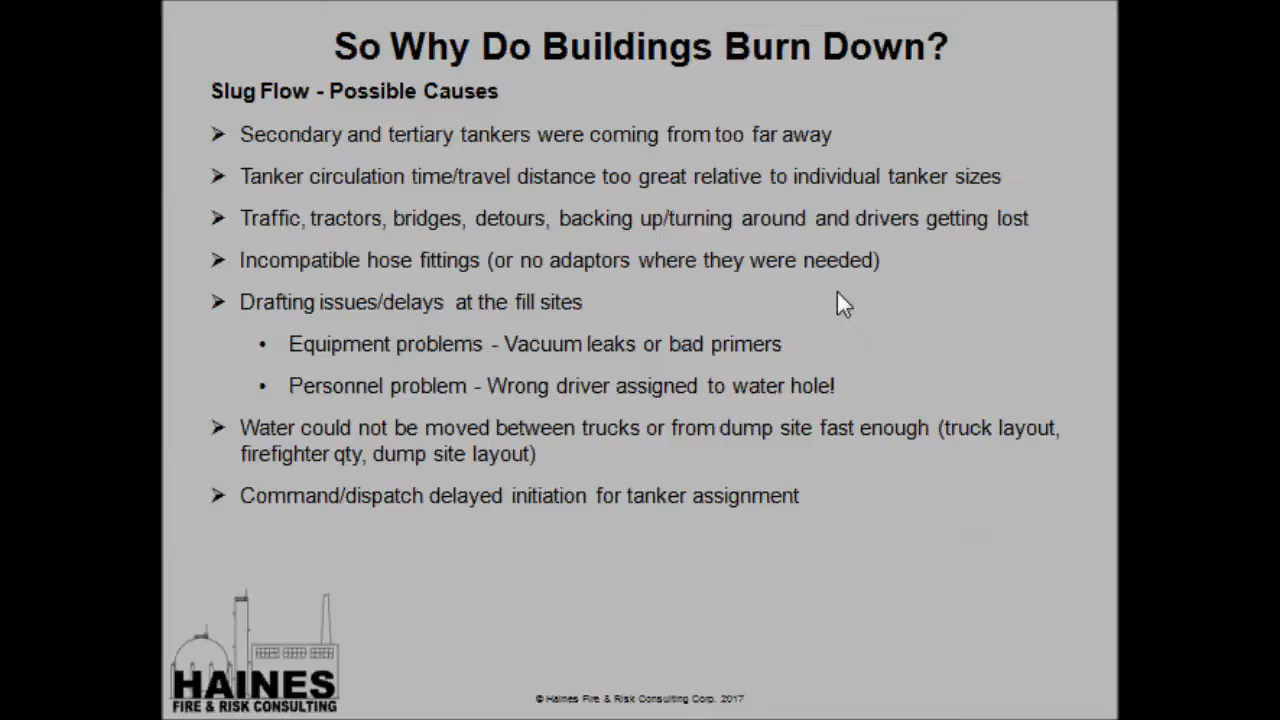 So Why Do Buildings Burn Down?
Slug Flow - Possible Causes
➢ Secondary and tertiary tankers were coming from too far away
➢ Tanker circulation time/travel distance too great relative to individual tanker sizes
➢ Traffic, tractors, bridges, detours, backing up/turning around and drivers getting lost
➢ Incompatible hose fittings (or no adaptors where they were needed)
➢ Drafting issues/delays at the fill sites
• Equipment problems - Vacuum leaks or bad primers
• Personnel problem - Wrong driver assigned to water hole!
➢ Water could not be moved between trucks or from dump site fast enough (truck layout,
firefighter qty, dump site layout)
➢ Command/dispatch delayed initiation for tanker assignment
HAINES
FIRE & RISK CONSULTING
© Haines Fire & Risk Consulting Corp. 2017